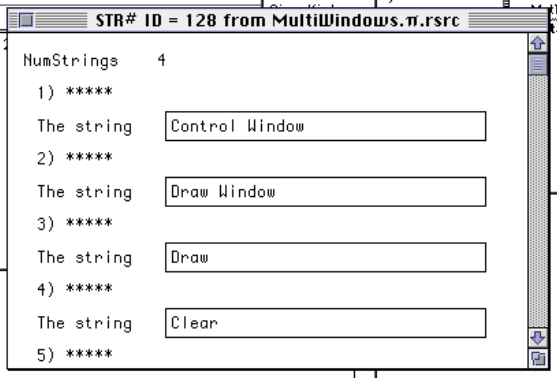 STR# ID = 128 from MultiWindows.π.rsrc
NumStrings 4
1) *****
The string Control Window
2) *****
The string Draw Window
3) *****
The string Draw
4) *****
The string Clear
5) *****